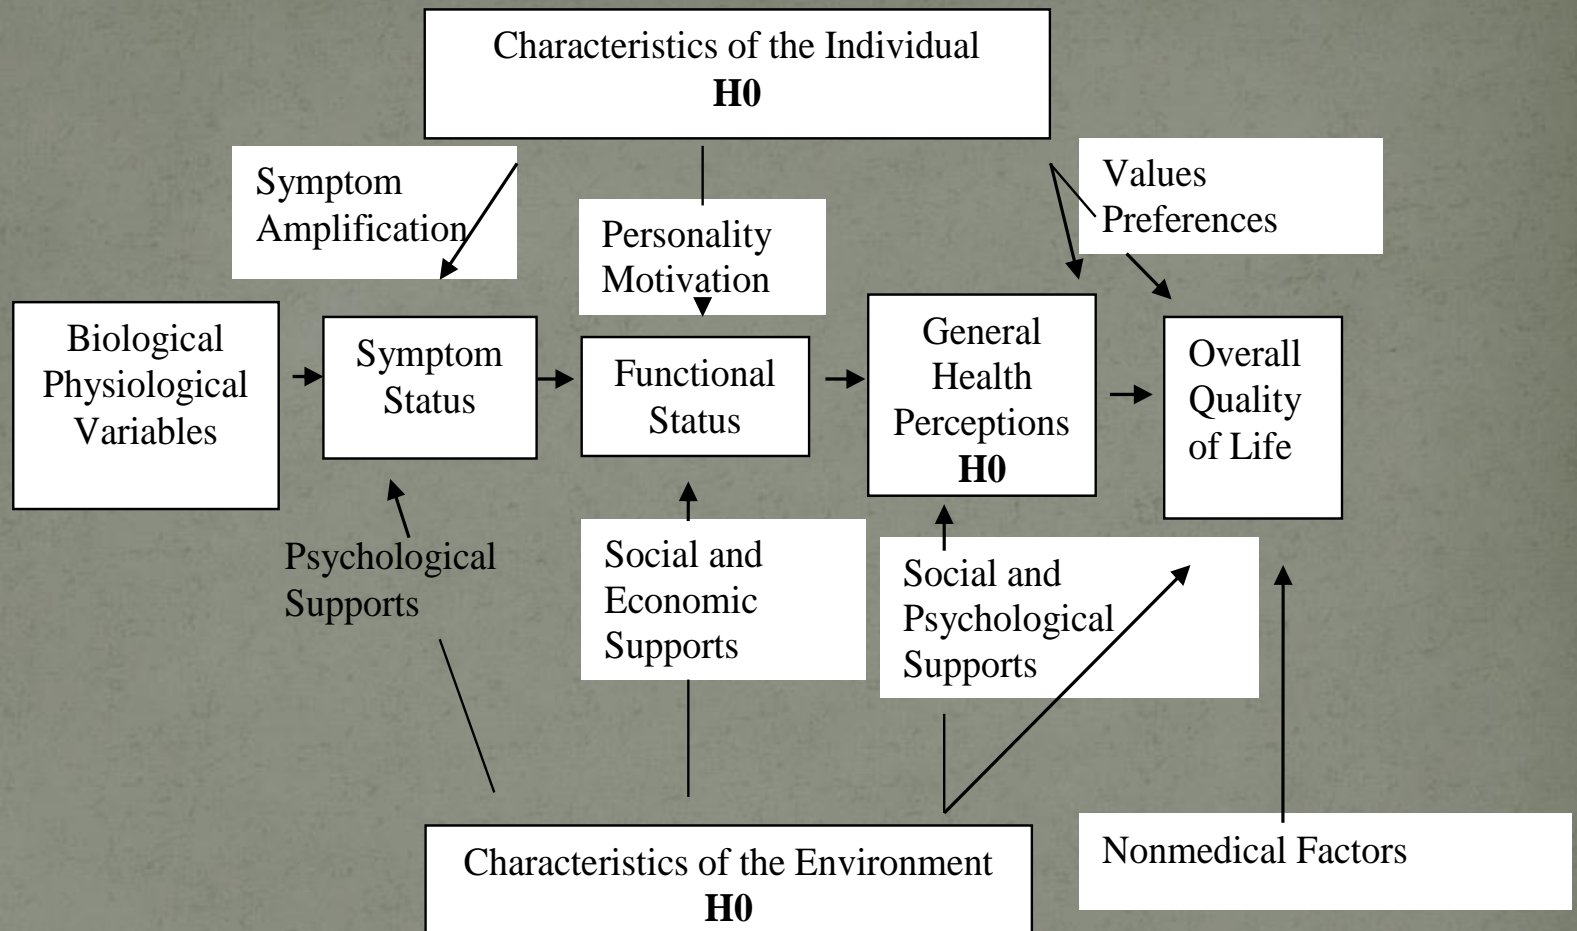 Characteristics of the Individual
H0
Symptom
Amplification
Personality
Motivation
Values
Preferences
Biological
Physiological
Variables
Symptom
Status
Functional
Status
General
Health
Perceptions
H0
Overall
Quality
of Life
Psychological
Supports
Social and
Economic
Supports
Social and
Psychological
Supports
Characteristics of the Environment
H0
Nonmedical Factors